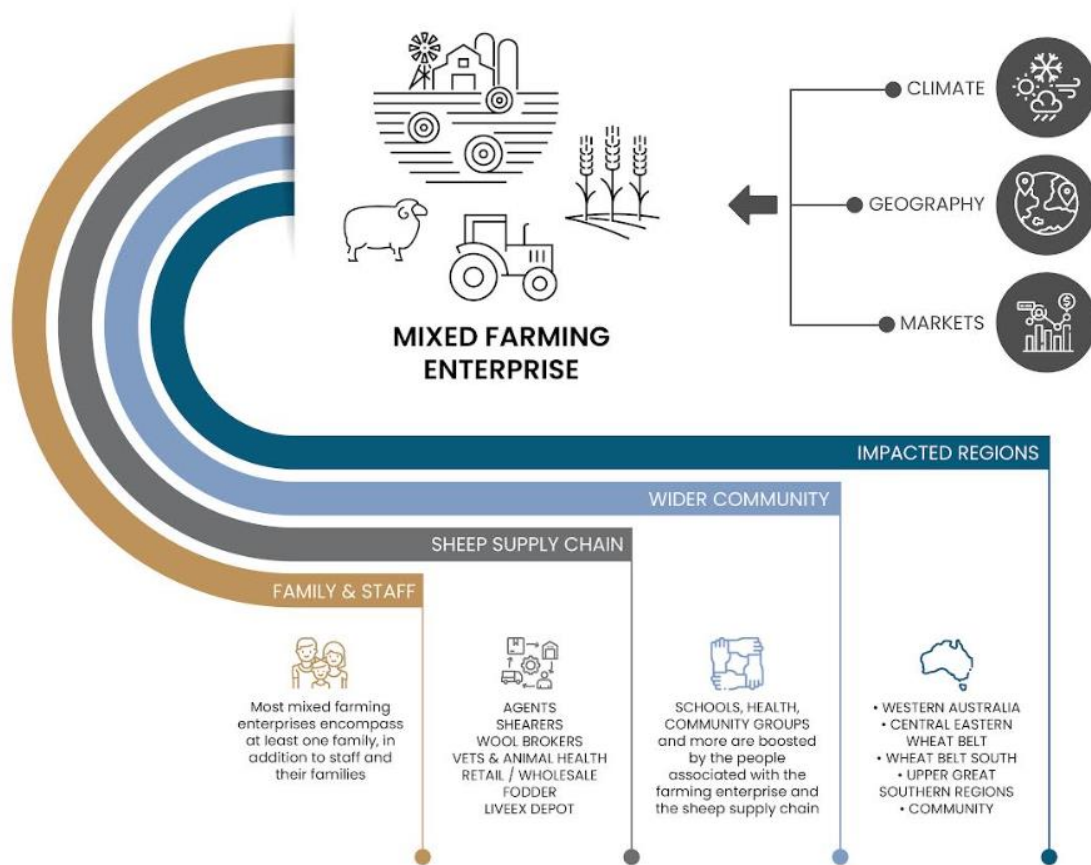 CLIMATE
GEOGRAPHY
MARKETS
MIXED FARMING
ENTERPRISE
IMPACTED REGIONS
WIDER COMMUNITY
SHEEP SUPPLY CHAIN
FAMILY & STAFF
Most mixed farming
enterprises encompass
at least one family, in
addition to staff and
their families
AGENTS
SHEARERS
WOOL BROKERS
VETS & ANIMAL HEALTH
RETAIL / WHOLESALE
FODDER
LIVEEX DEPOT
SCHOOLS, HEALTH,
COMMUNITY GROUPS
and more are boosted
by the people
associated with the
farming enterprise and
the sheep supply chain
• WESTERN AUSTRALIA
• CENTRAL EASTERN
WHEAT BELT
• WHEAT BELT SOUTH
• UPPER GREAT
SOUTHERN REGIONS
• COMMUNITY